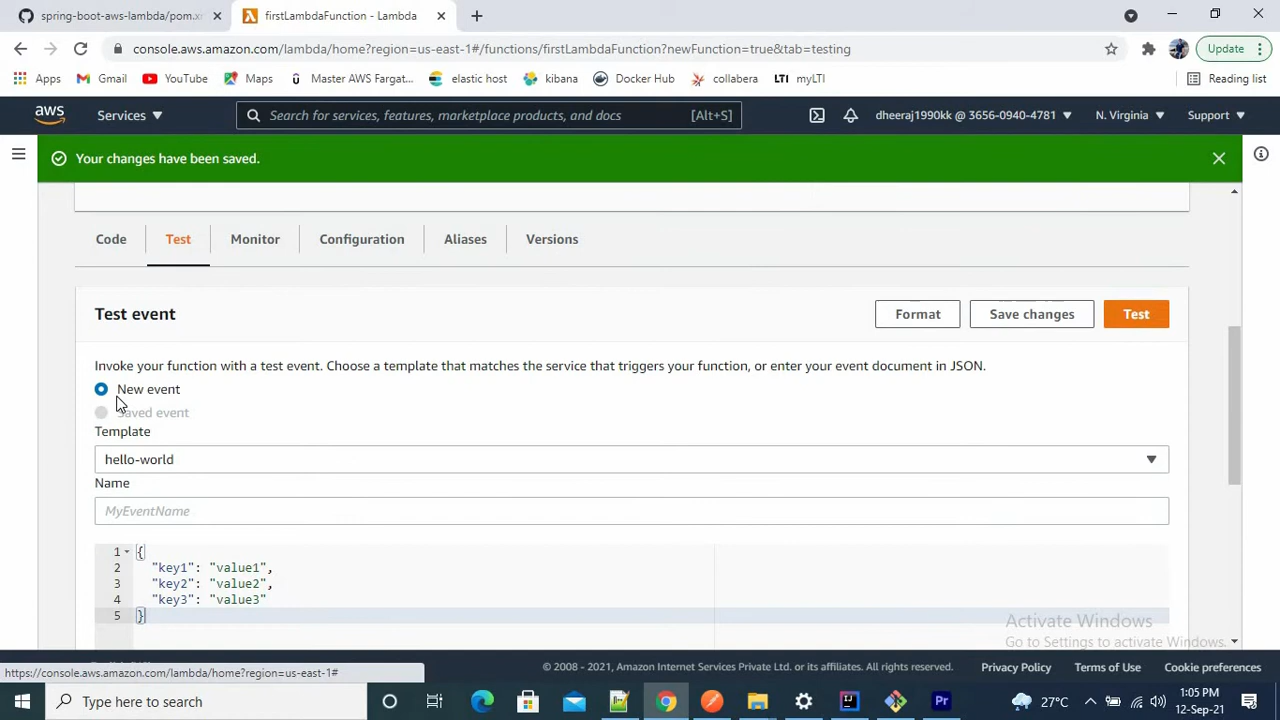 spring-boot-aws-lambda/pom.xm
firstLambdaFunction - Lambda
console.aws.amazon.com/lambda/home?region=us-east-1#/functions/firstLambdaFunction?newFunction=true&tab=testing
Update
Apps
Gmail
YouTube
Maps
Master AWS Fargat...
elastic host
kibana
Docker Hub
collabera
LTI myLTI
Reading list
aws
Services
Search for services, features, marketplace products, and docs
[Alt+S]
dheeraj1990kk @ 3656-0940-4781
N. Virginia
Support
Your changes have been saved.
Code
Test
Monitor
Configuration
Aliases
Versions
Test event
Format
Save changes
Test
Invoke your function with a test event. Choose a template that matches the service that triggers your function, or enter your event document in JSON.
New event
Saved event
Template
hello-world
Name
MyEventName
1 {
2 "key1": "value1",
3 "key2": "value2",
4 "key3": "value3"
5 }
Activate Windows
Go to Settings to activate Windows.
https://console.aws.amazon.com/lambda/home?region=us-east-1#
© 2008 - 2021, Amazon Internet Services Private Ltd. or its affiliates. All rights reserved.
Privacy Policy
Terms of Use
Cookie preferences
Type here to search
Pr
27°C
1:05 PM
12-Sep-21